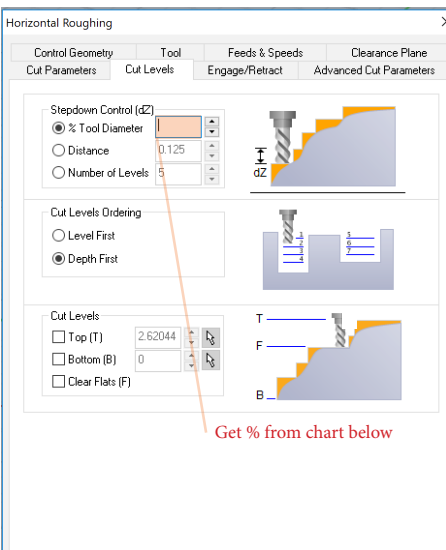 Horizontal Roughing
Control Geometry Tool Feeds & Speeds Clearance Plane
Cut Parameters Cut Levels Engage/Retract Advanced Cut Parameters
Stepdown Control (dZ)
% Tool Diameter
Distance 0.125
Number of Levels 5
dZ
Cut Levels Ordering
Level First
Depth First
1 5
2 6
3 7
4
Cut Levels
Top (T) 2.62044
Bottom (B) 0
Clear Flats (F)
T
F
B
Get % from chart below